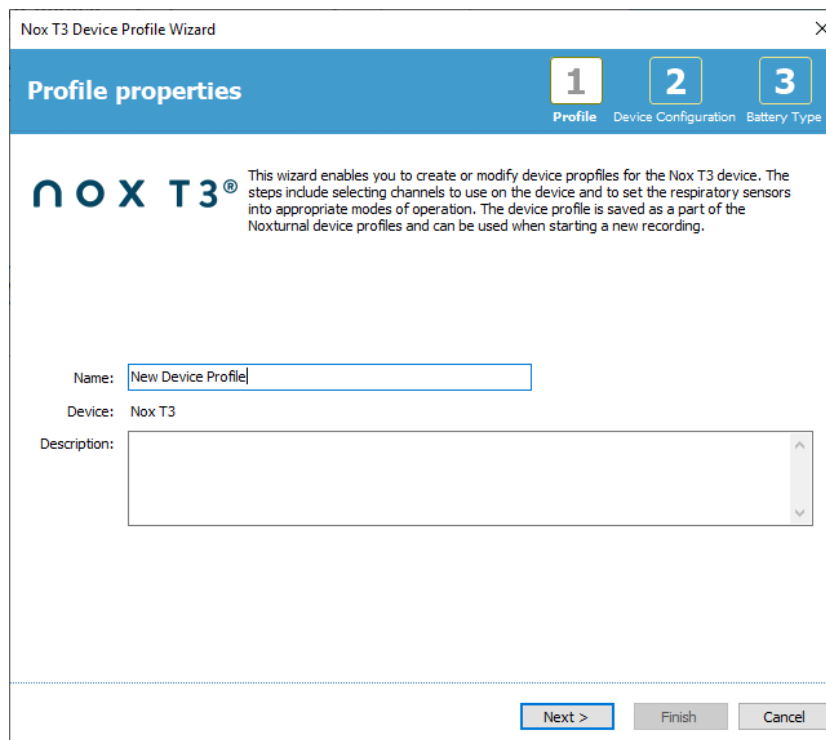 Nox T3 Device Profile Wizard
Profile properties
1
2
3
Profile
Device Configuration
Battery Type
nox T3®
This wizard enables you to create or modify device propfiles for the Nox T3 device. The
steps include selecting channels to use on the device and to set the respiratory sensors
into appropriate modes of operation. The device profile is saved as a part of the
Noxturnal device profiles and can be used when starting a new recording.
Name: New Device Profile
Device: Nox T3
Description:
Next >
Finish
Cancel